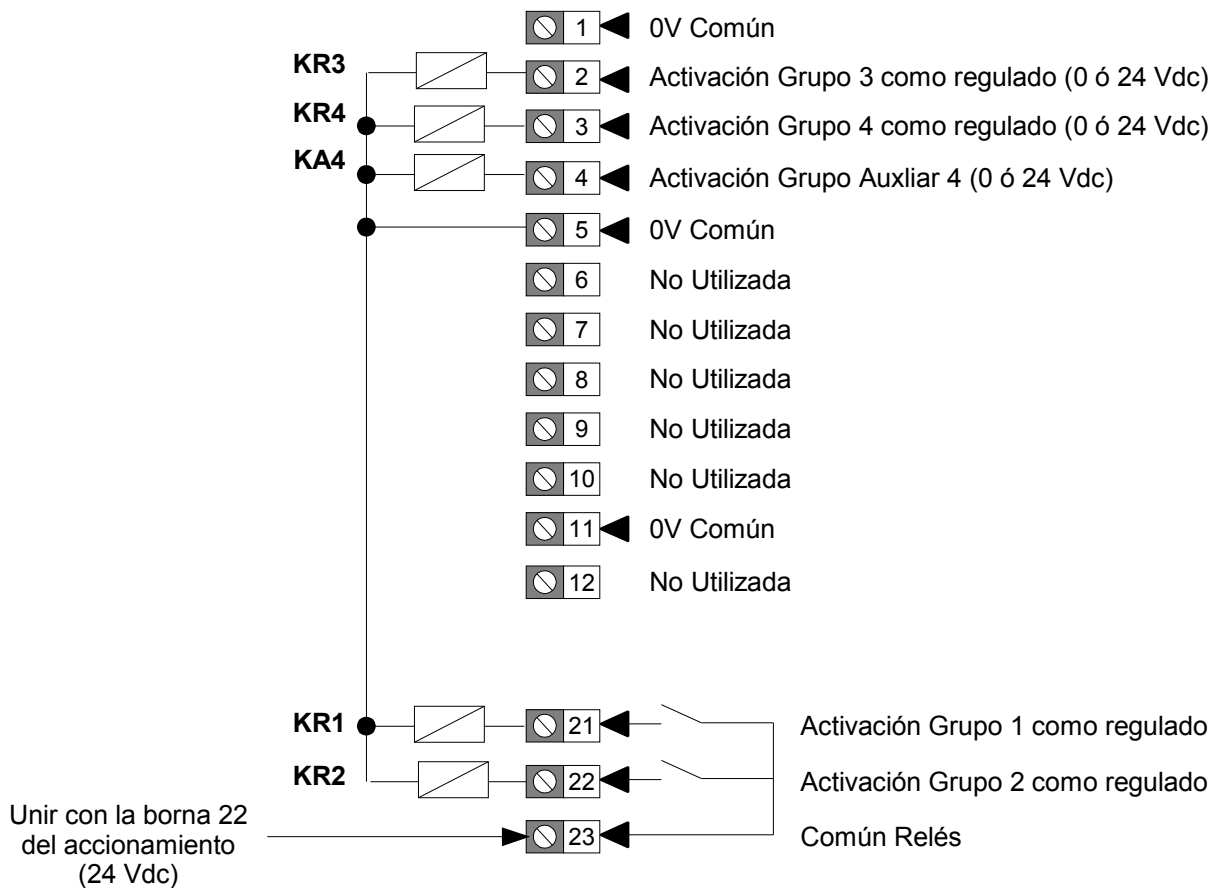 1 0V Común
KR3 2 Activación Grupo 3 como regulado (0 ó 24 Vdc)
KR4 3 Activación Grupo 4 como regulado (0 ó 24 Vdc)
KA4 4 Activación Grupo Auxliar 4 (0 ó 24 Vdc)
5 0V Común
6 No Utilizada
7 No Utilizada
8 No Utilizada
9 No Utilizada
10 No Utilizada
11 0V Común
12 No Utilizada
KR1 21 Activación Grupo 1 como regulado
KR2 22 Activación Grupo 2 como regulado
23 Común Relés
Unir con la borna 22
del accionamiento
(24 Vdc)